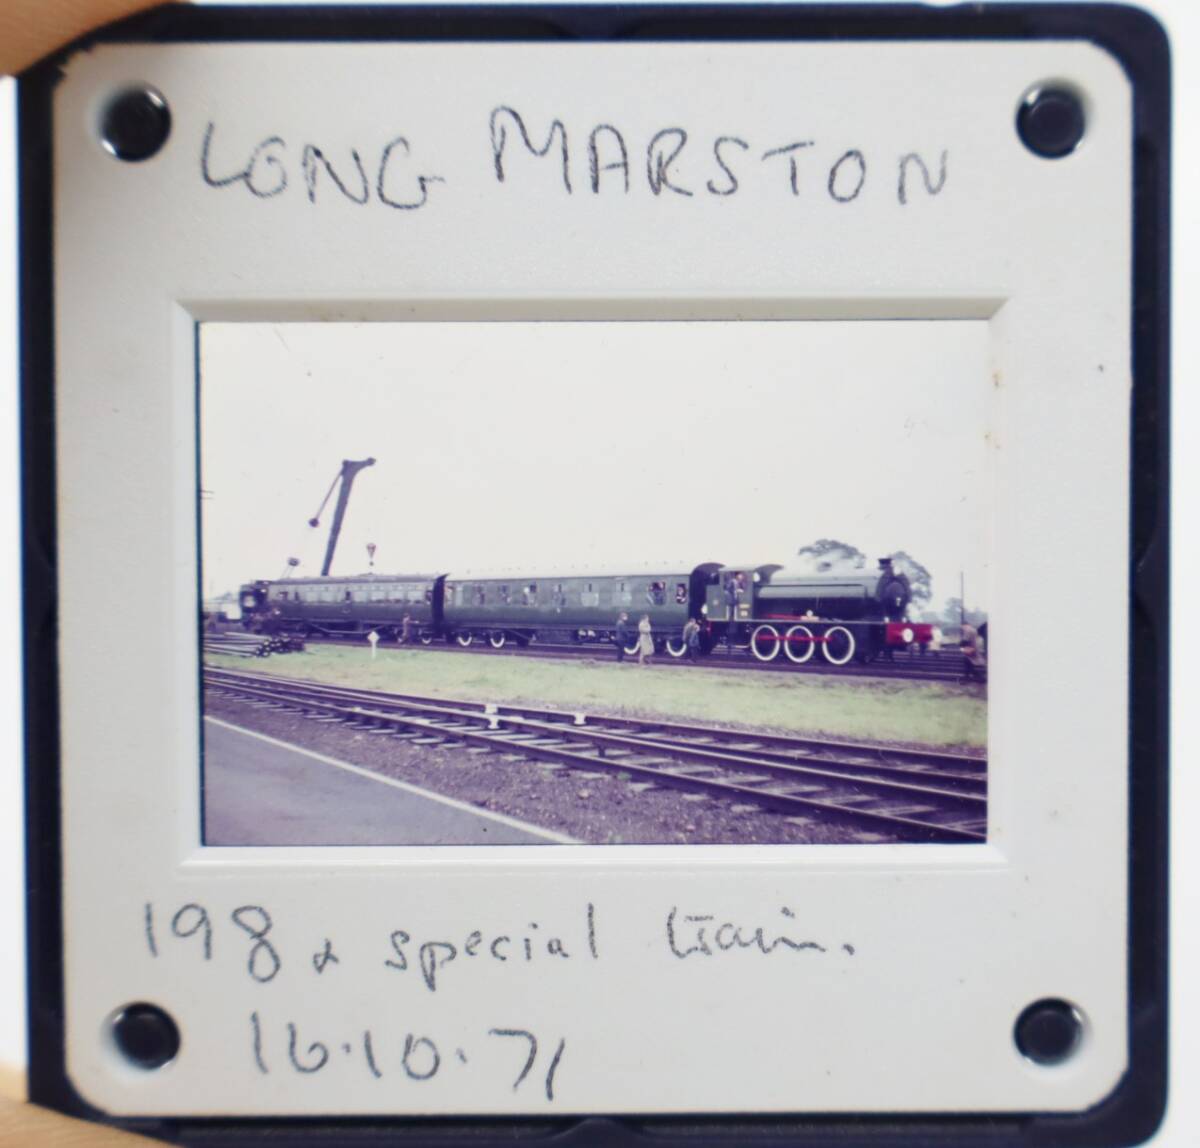 LONG MARSTON
198 & special train.
16.10.71